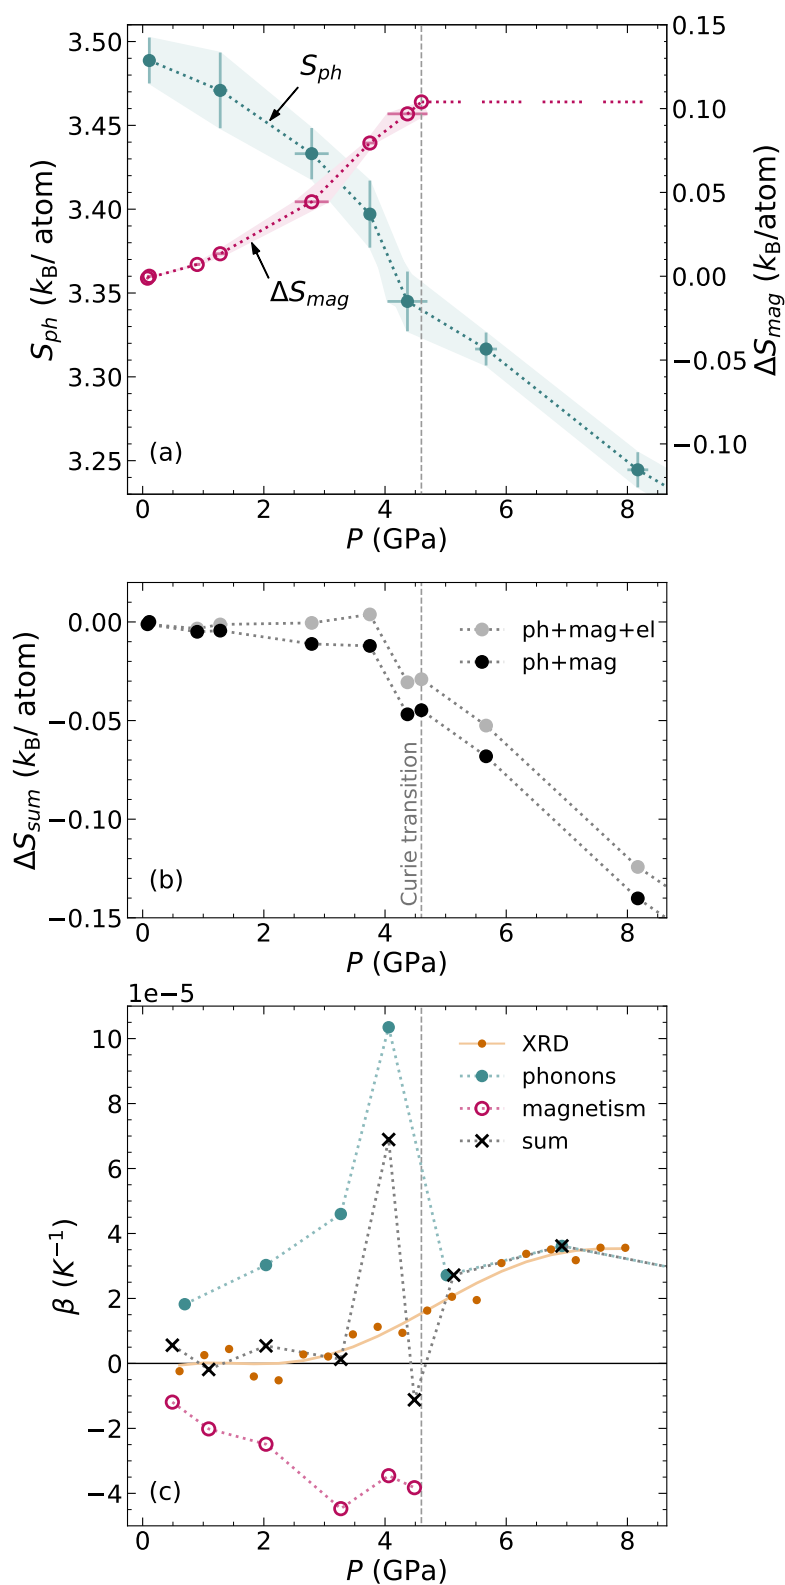 3.50
3.45
3.40
3.35
3.30
3.25
S_ph (k_B/ atom)
0.15
0.10
0.05
0.00
−0.05
−0.10
ΔS_mag (k_B/atom)
S_ph
ΔS_mag
(a)
0 2 4 6 8
P (GPa)
0.00
−0.05
−0.10
−0.15
ΔS_sum (k_B/ atom)
ph+mag+el
ph+mag
Curie transition
(b)
0 2 4 6 8
P (GPa)
1e−5
10
8
6
4
2
0
−2
−4
β (K⁻¹)
XRD
phonons
magnetism
sum
(c)
0 2 4 6 8
P (GPa)